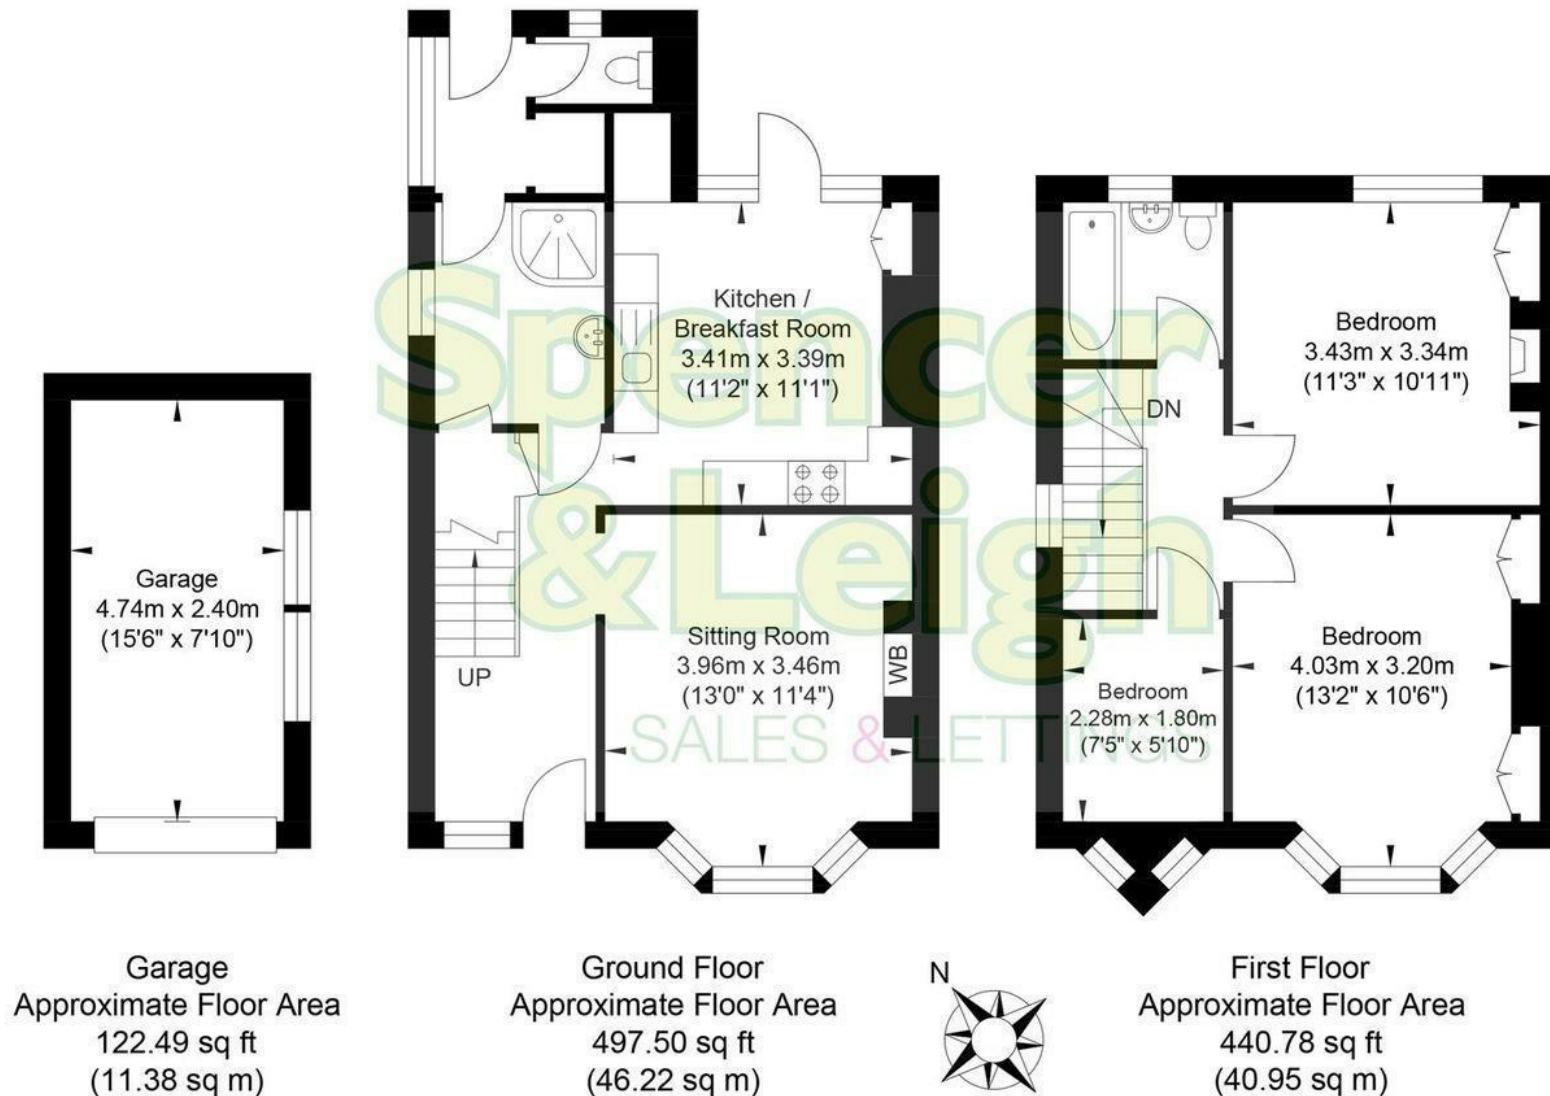 Kitchen /
Breakfast Room
3.41m x 3.39m
(11'2" x 11'1")
Bedroom
3.43m x 3.34m
(11'3" x 10'11")
DN
Garage
4.74m x 2.40m
(15'6" x 7'10")
UP
Sitting Room
3.96m x 3.46m
(13'0" x 11'4")
WB
Bedroom
2.28m x 1.80m
(7'5" x 5'10")
Bedroom
4.03m x 3.20m
(13'2" x 10'6")
Spencer
& Leigh
SALES & LETTINGS
Garage
Approximate Floor Area
122.49 sq ft
(11.38 sq m)
Ground Floor
Approximate Floor Area
497.50 sq ft
(46.22 sq m)
N
First Floor
Approximate Floor Area
440.78 sq ft
(40.95 sq m)